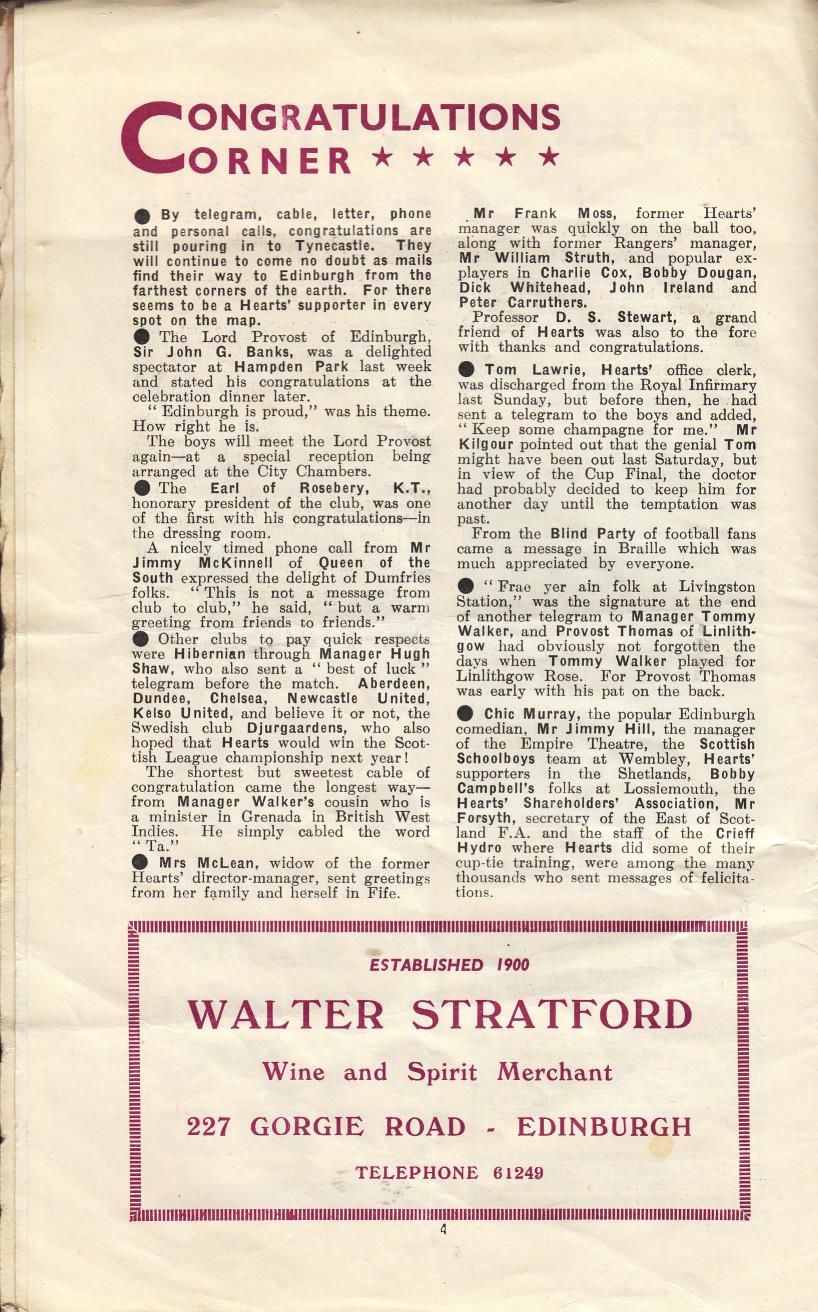 CONGRATULATIONS
CORNER ★ ★ ★ ★ ★
● By telegram, cable, letter, phone
and personal calls, congratulations are
still pouring in to Tynecastle. They
will continue to come no doubt as mails
find their way to Edinburgh from the
farthest corners of the earth. For there
seems to be a Hearts' supporter in every
spot on the map.
● The Lord Provost of Edinburgh,
Sir John G. Banks, was a delighted
spectator at Hampden Park last week
and stated his congratulations at the
celebration dinner later.
" Edinburgh is proud," was his theme.
How right he is.
The boys will meet the Lord Provost
again—at a special reception being
arranged at the City Chambers.
● The Earl of Rosebery, K.T.,
honorary president of the club, was one
of the first with his congratulations—in
the dressing room.
A nicely timed phone call from Mr
Jimmy McKinnell of Queen of the
South expressed the delight of Dumfries
folks. "This is not a message from
club to club," he said, "but a warm
greeting from friends to friends."
● Other clubs to pay quick respects
were Hibernian through Manager Hugh
Shaw, who also sent a "best of luck"
telegram before the match. Aberdeen,
Dundee, Chelsea, Newcastle United,
Kelso United, and believe it or not, the
Swedish club Djurgaardens, who also
hoped that Hearts would win the Scot-
tish League championship next year!
The shortest but sweetest cable of
congratulation came the longest way—
from Manager Walker's cousin who is
a minister in Grenada in British West
Indies. He simply cabled the word
"Ta."
● Mrs McLean, widow of the former
Hearts' director-manager, sent greetings
from her family and herself in Fife.
Mr Frank Moss, former Hearts'
manager was quickly on the ball too,
along with former Rangers' manager,
Mr William Struth, and popular ex-
players in Charlie Cox, Bobby Dougan,
Dick Whitehead, John Ireland and
Peter Carruthers.
Professor D. S. Stewart, a grand
friend of Hearts was also to the fore
with thanks and congratulations.
● Tom Lawrie, Hearts' office clerk,
was discharged from the Royal Infirmary
last Sunday, but before then, he had
sent a telegram to the boys and added,
"Keep some champagne for me." Mr
Kilgour pointed out that the genial Tom
might have been out last Saturday, but
in view of the Cup Final, the doctor
had probably decided to keep him for
another day until the temptation was
past.
From the Blind Party of football fans
came a message in Braille which was
much appreciated by everyone.
● "Frae yer ain folk at Livingston
Station," was the signature at the end
of another telegram to Manager Tommy
Walker, and Provost Thomas of Linlith-
gow had obviously not forgotten the
days when Tommy Walker played for
Linlithgow Rose. For Provost Thomas
was early with his pat on the back.
● Chic Murray, the popular Edinburgh
comedian, Mr Jimmy Hill, the manager
of the Empire Theatre, the Scottish
Schoolboys team at Wembley, Hearts'
supporters in the Shetlands, Bobby
Campbell's folks at Lossiemouth, the
Hearts' Shareholders' Association, Mr
Forsyth, secretary of the East of Scot-
land F.A. and the staff of the Crieff
Hydro where Hearts did some of their
cup-tie training, were among the many
thousands who sent messages of felicita-
tions.
ESTABLISHED 1900
WALTER STRATFORD
Wine and Spirit Merchant
227 GORGIE ROAD - EDINBURGH
TELEPHONE 61249
4